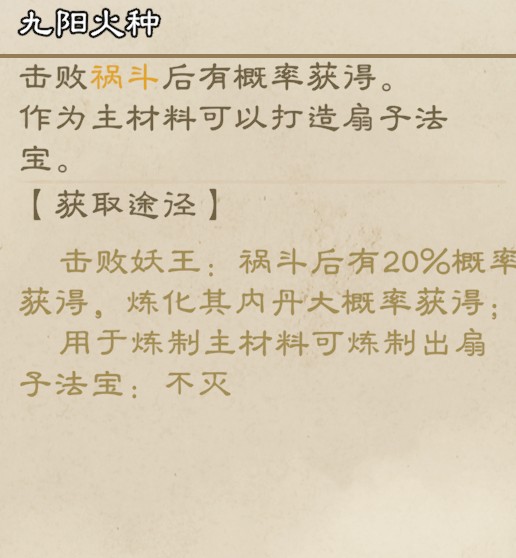 九阳火种
击败祸斗后有概率获得。
作为主材料可以打造扇子法
宝。
【获取途径】
击败妖王：祸斗后有20%概率
获得，炼化其内丹大概率获得；
用于炼制主材料可炼制出扇
子法宝：不灭